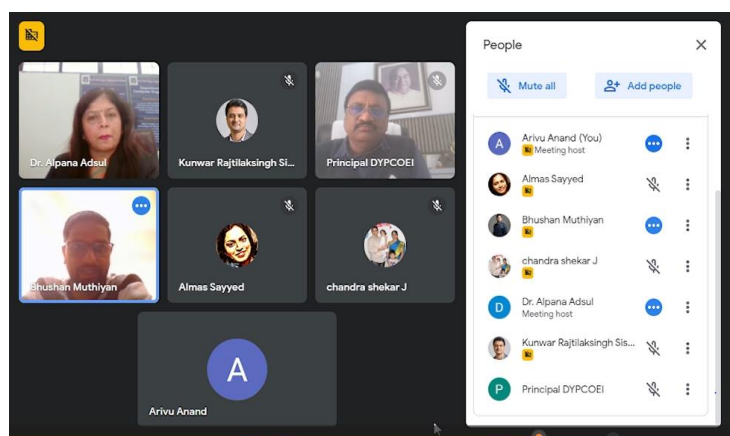 Dr. Alpana Adsul
Kunwar Rajtilaksingh Si...
Principal DYPCOEI
Bhushan Muthiyan
Almas Sayyed
chandra shekar J
A
Arivu Anand
People
Mute all
Add people
A
Arivu Anand (You)
Meeting host
Almas Sayyed
Bhushan Muthiyan
chandra shekar J
D
Dr. Alpana Adsul
Meeting host
Kunwar Rajtilaksingh Sis...
P
Principal DYPCOEI